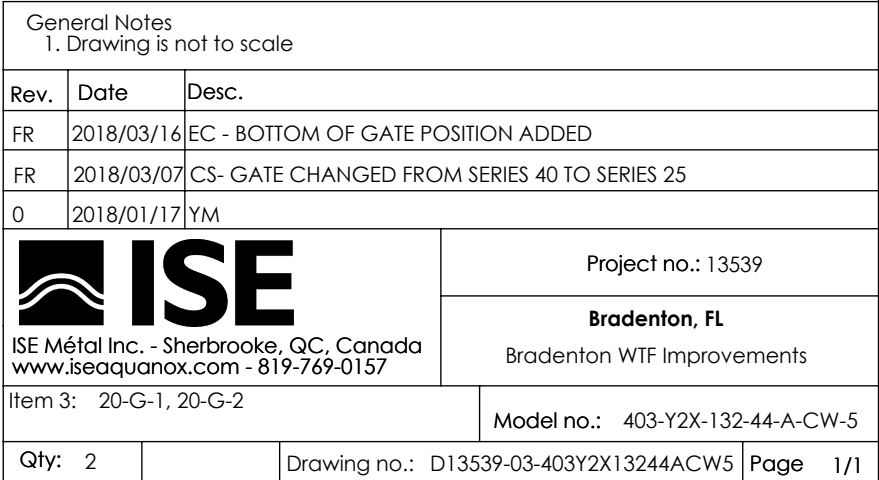 General Notes
1. Drawing is not to scale
Rev. Date Desc.
FR 2018/03/16 EC - BOTTOM OF GATE POSITION ADDED
FR 2018/03/07 CS- GATE CHANGED FROM SERIES 40 TO SERIES 25
0 2018/01/17 YM
ISE
ISE Métal Inc. - Sherbrooke, QC, Canada
www.iseaquanox.com - 819-769-0157
Project no.: 13539
Bradenton, FL
Bradenton WTF Improvements
Item 3: 20-G-1, 20-G-2
Model no.: 403-Y2X-132-44-A-CW-5
Qty: 2
Drawing no.: D13539-03-403Y2X13244ACW5
Page 1/1